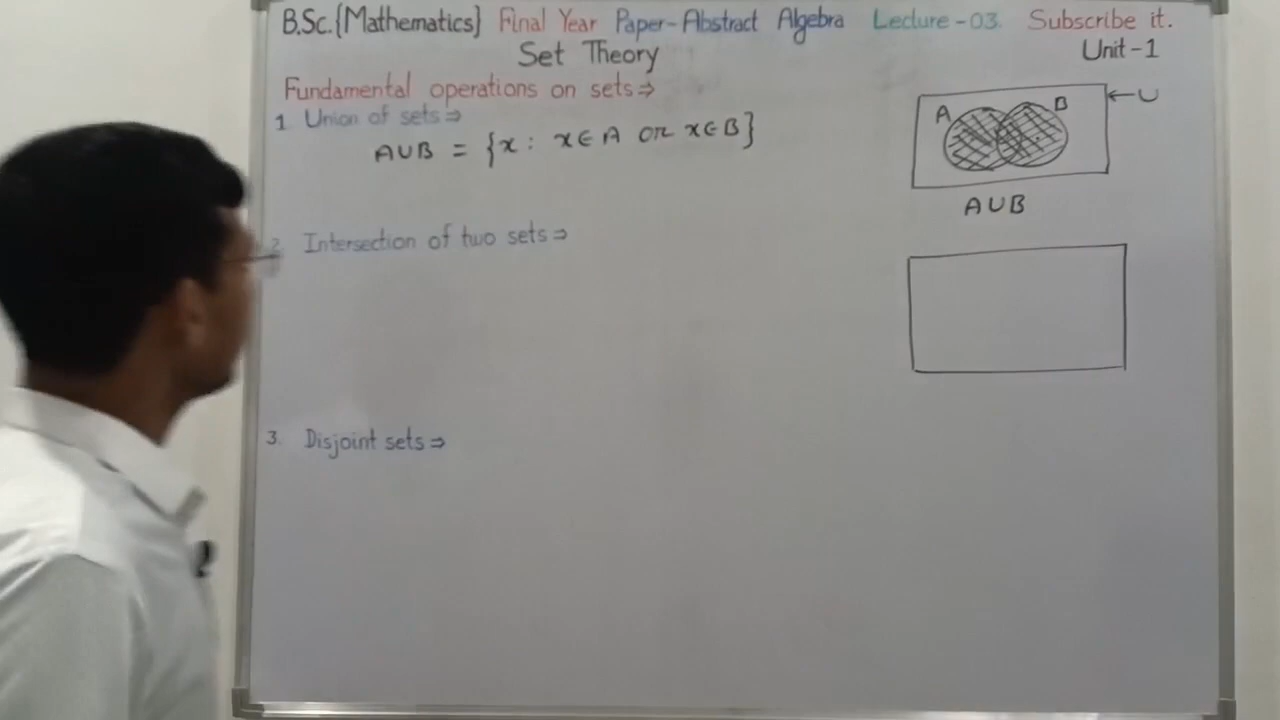 B.Sc.{Mathematics} Final Year Paper-Abstract Algebra Lecture-03. Subscribe it.
Set Theory
Unit-1
Fundamental operations on sets⇒
1. Union of sets⇒
A∪B = {x : x∈A or x∈B}
A
B
←U
A∪B
2. Intersection of two sets⇒
3. Disjoint sets⇒